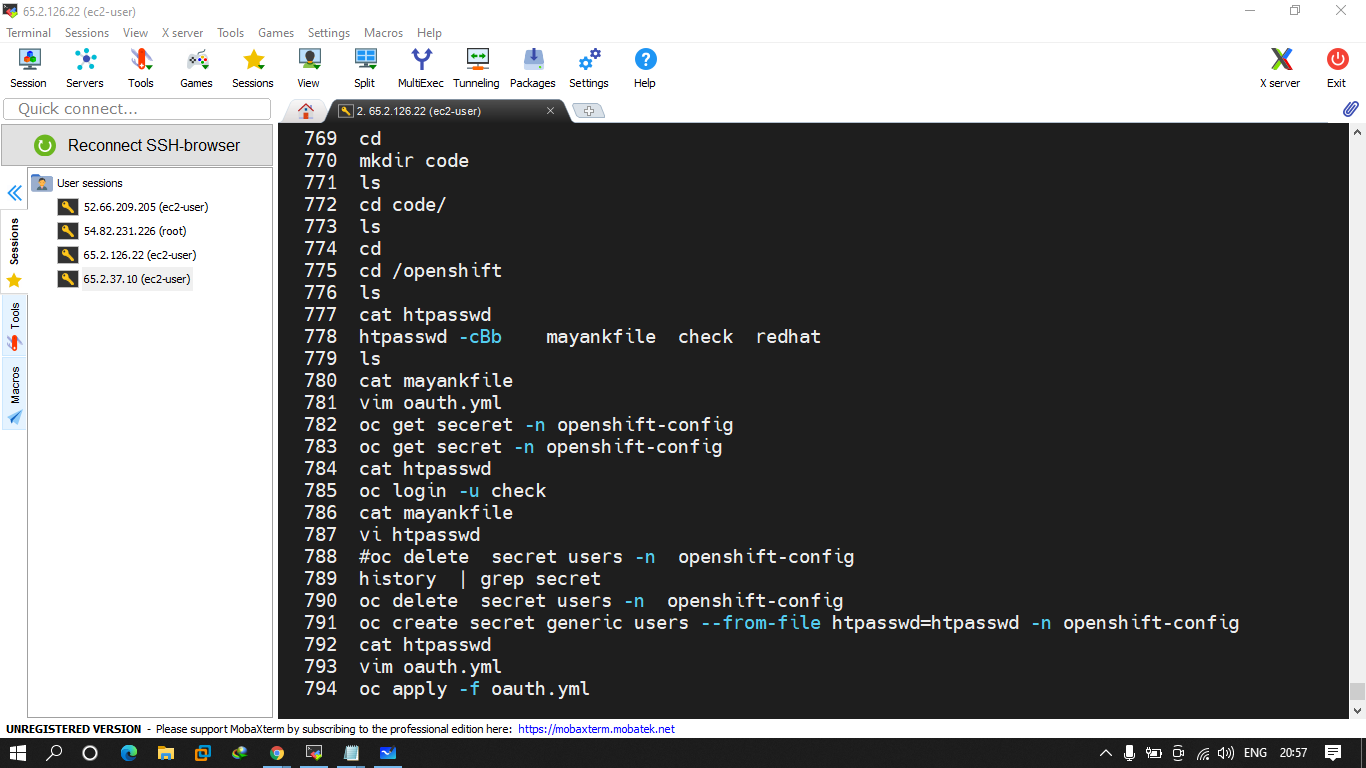 65.2.126.22 (ec2-user)
Terminal Sessions View X server Tools Games Settings Macros Help
Session Servers Tools Games Sessions View Split MultiExec Tunneling Packages Settings Help X server Exit
Quick connect...
2. 65.2.126.22 (ec2-user)
Reconnect SSH-browser
User sessions
52.66.209.205 (ec2-user)
54.82.231.226 (root)
65.2.126.22 (ec2-user)
65.2.37.10 (ec2-user)
Sessions
Tools
Macros
769 cd
770 mkdir code
771 ls
772 cd code/
773 ls
774 cd
775 cd /openshift
776 ls
777 cat htpasswd
778 htpasswd -cBb mayankfile check redhat
779 ls
780 cat mayankfile
781 vim oauth.yml
782 oc get seceret -n openshift-config
783 oc get secret -n openshift-config
784 cat htpasswd
785 oc login -u check
786 cat mayankfile
787 vi htpasswd
788 #oc delete secret users -n openshift-config
789 history | grep secret
790 oc delete secret users -n openshift-config
791 oc create secret generic users --from-file htpasswd=htpasswd -n openshift-config
792 cat htpasswd
793 vim oauth.yml
794 oc apply -f oauth.yml
UNREGISTERED VERSION - Please support MobaXterm by subscribing to the professional edition here: https://mobaxterm.mobatek.net
ENG 20:57